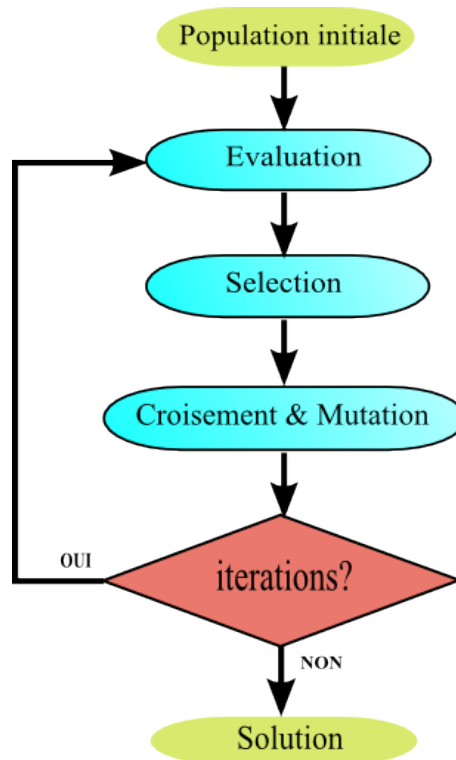 Population initiale
Evaluation
Selection
Croisement & Mutation
iterations?
OUI
NON
Solution